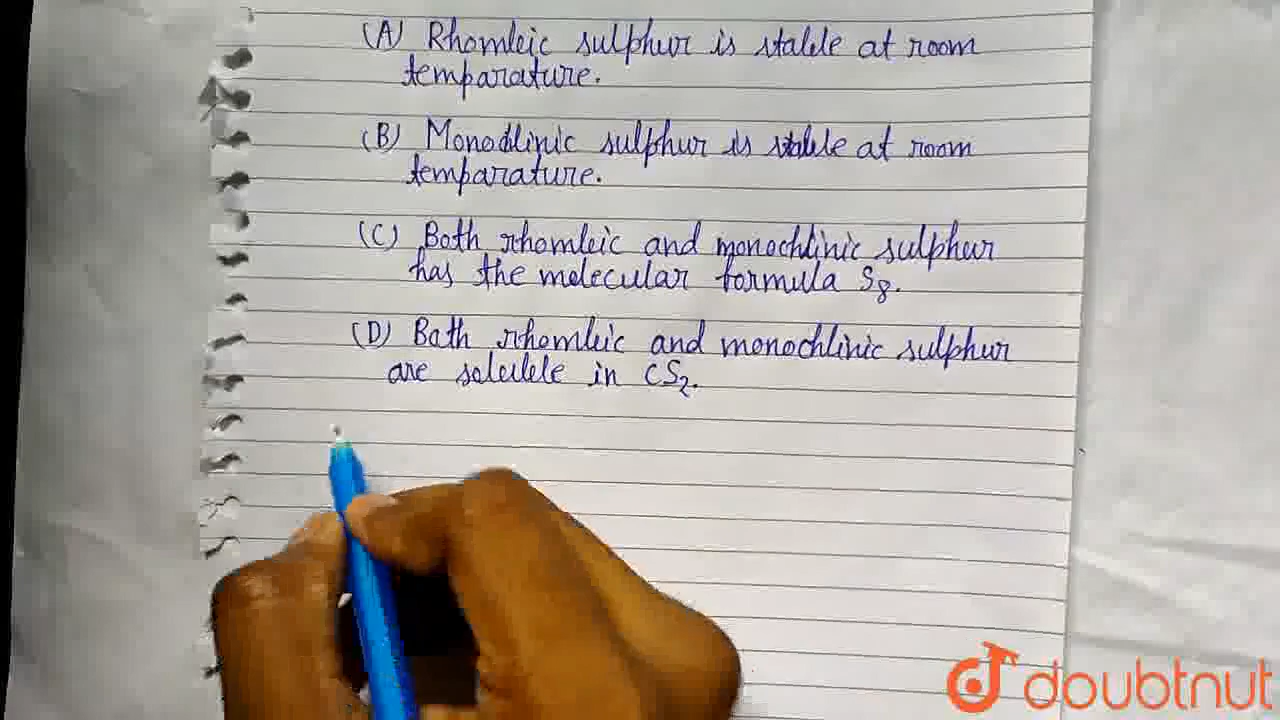 (A) Rhombic sulphur is stable at room
temparature.
(B) Monoclinic sulphur is stable at room
temparature.
(C) Both rhombic and monochlinic sulphur
has the molecular formula S₈.
(D) Both rhombic and monochlinic sulphur
are soluble in CS₂.
doubtnut